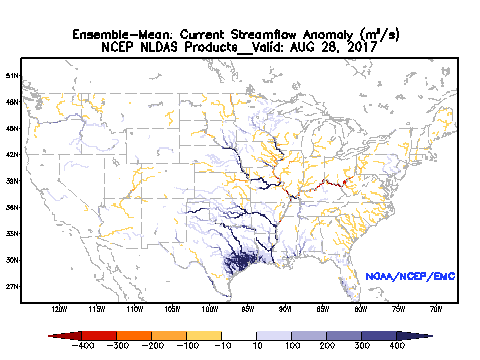 Ensemble-Mean: Current Streamflow Anomaly (m³/s)
NCEP NLDAS Products__Valid: AUG 28, 2017
51N
48N
45N
42N
39N
36N
33N
30N
27N
NOAA/NCEP/EMC
120W 115W 110W 105W 100W 95W 90W 85W 80W 75W 70W
-400 -300 -200 -100 -10 10 100 200 300 400